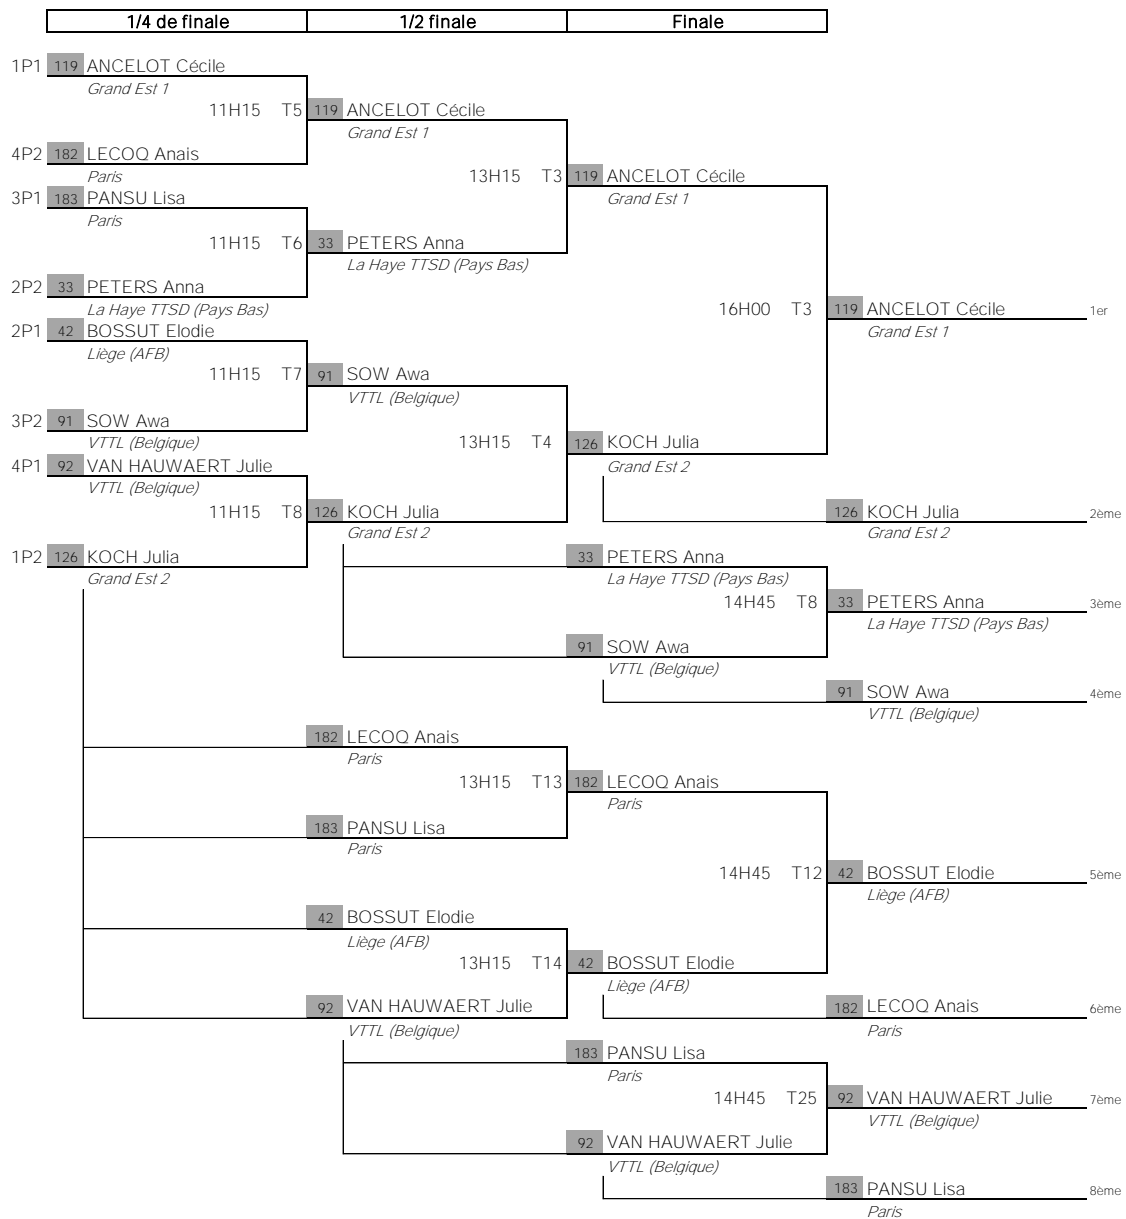 1/4 de finale 1/2 finale Finale
1P1 119 ANCELOT Cécile
Grand Est 1
11H15 T5 119 ANCELOT Cécile
Grand Est 1
4P2 182 LECOQ Anais
Paris
13H15 T3 119 ANCELOT Cécile
Grand Est 1
3P1 183 PANSU Lisa
Paris
11H15 T6 33 PETERS Anna
La Haye TTSD (Pays Bas)
2P2 33 PETERS Anna
La Haye TTSD (Pays Bas)
16H00 T3 119 ANCELOT Cécile 1er
Grand Est 1
2P1 42 BOSSUT Elodie
Liège (AFB)
11H15 T7 91 SOW Awa
VTTL (Belgique)
3P2 91 SOW Awa
VTTL (Belgique)
13H15 T4 126 KOCH Julia
Grand Est 2
4P1 92 VAN HAUWAERT Julie
VTTL (Belgique)
11H15 T8 126 KOCH Julia
Grand Est 2
126 KOCH Julia 2ème
Grand Est 2
1P2 126 KOCH Julia
Grand Est 2
33 PETERS Anna
La Haye TTSD (Pays Bas)
14H45 T8 33 PETERS Anna 3ème
La Haye TTSD (Pays Bas)
91 SOW Awa
VTTL (Belgique)
91 SOW Awa 4ème
VTTL (Belgique)
182 LECOQ Anais
Paris
13H15 T13 182 LECOQ Anais
Paris
183 PANSU Lisa
Paris
14H45 T12 42 BOSSUT Elodie 5ème
Liège (AFB)
42 BOSSUT Elodie
Liège (AFB)
13H15 T14 42 BOSSUT Elodie
Liège (AFB)
92 VAN HAUWAERT Julie
VTTL (Belgique)
182 LECOQ Anais 6ème
Paris
183 PANSU Lisa
Paris
14H45 T25 92 VAN HAUWAERT Julie 7ème
VTTL (Belgique)
92 VAN HAUWAERT Julie
VTTL (Belgique)
183 PANSU Lisa 8ème
Paris